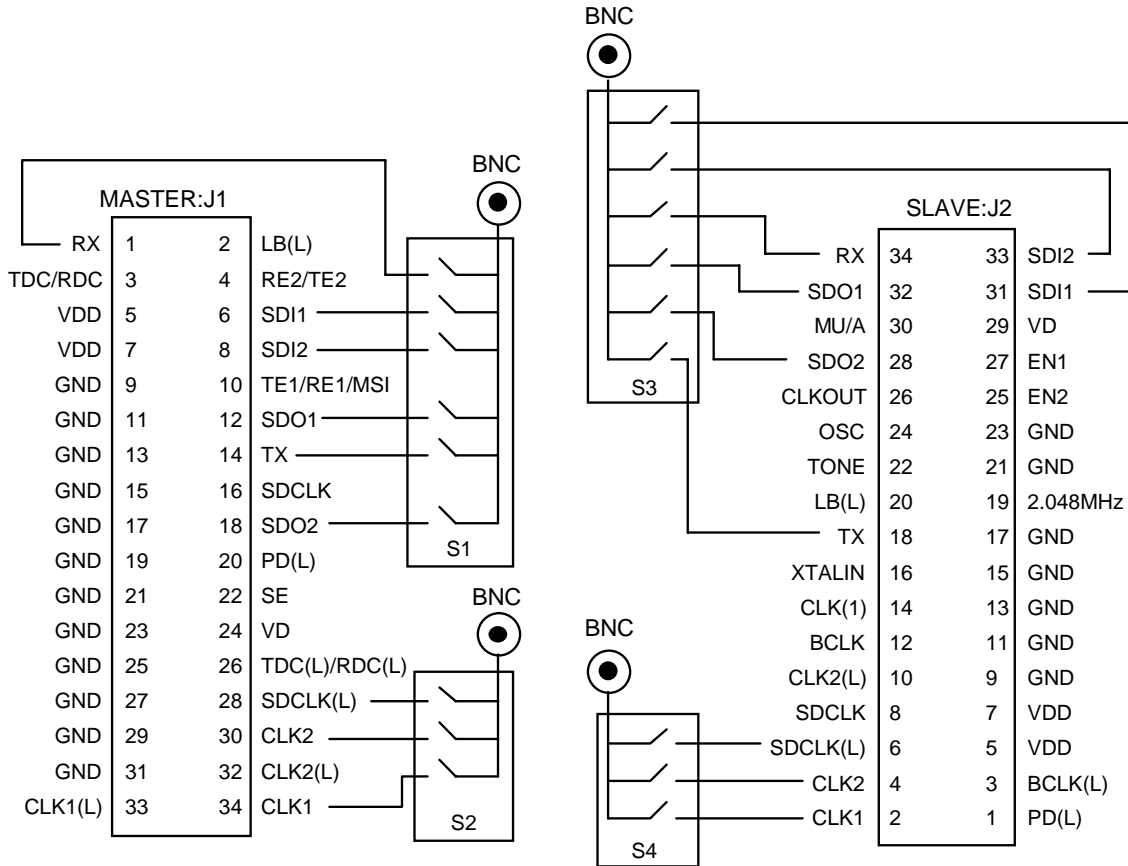 BNC
MASTER:J1
RX 1 2 LB(L)
TDC/RDC 3 4 RE2/TE2
VDD 5 6 SDI1
VDD 7 8 SDI2
GND 9 10 TE1/RE1/MSI
GND 11 12 SDO1
GND 13 14 TX
GND 15 16 SDCLK
GND 17 18 SDO2
GND 19 20 PD(L)
GND 21 22 SE
GND 23 24 VD
GND 25 26 TDC(L)/RDC(L)
GND 27 28 SDCLK(L)
GND 29 30 CLK2
GND 31 32 CLK2(L)
CLK1(L) 33 34 CLK1
S1
BNC
S2
BNC
S3
SLAVE:J2
RX 34 33 SDI2
SDO1 32 31 SDI1
MU/A 30 29 VD
SDO2 28 27 EN1
CLKOUT 26 25 EN2
OSC 24 23 GND
TONE 22 21 GND
LB(L) 20 19 2.048MHz
TX 18 17 GND
XTALIN 16 15 GND
CLK(1) 14 13 GND
BCLK 12 11 GND
CLK2(L) 10 9 GND
SDCLK 8 7 VDD
SDCLK(L) 6 5 VDD
CLK2 4 3 BCLK(L)
CLK1 2 1 PD(L)
BNC
S4